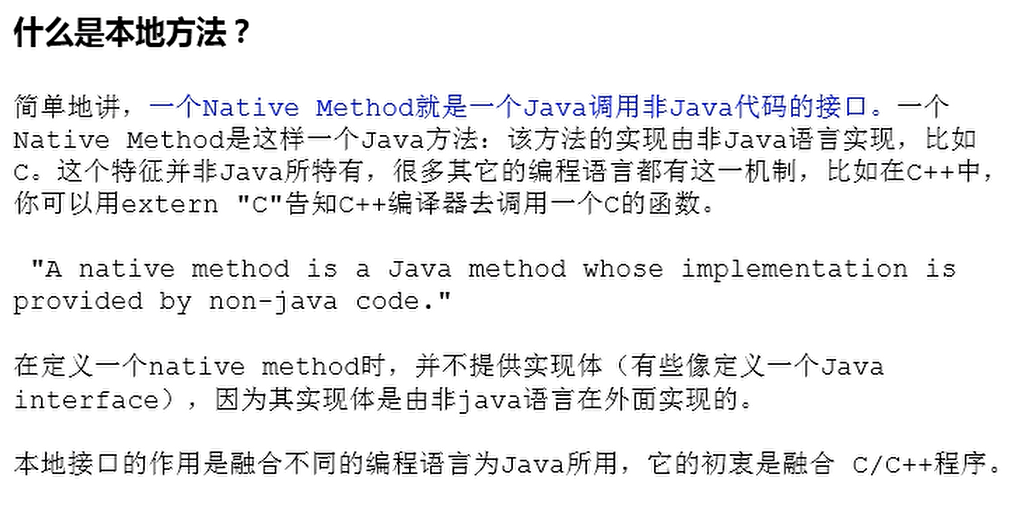 什么是本地方法？
简单地讲，一个Native Method就是一个Java调用非Java代码的接口。一个
Native Method是这样一个Java方法：该方法的实现由非Java语言实现，比如
C。这个特征并非Java所特有，很多其它的编程语言都有这一机制，比如在C++中，
你可以用extern "C"告知C++编译器去调用一个C的函数。
"A native method is a Java method whose implementation is
provided by non-java code."
在定义一个native method时，并不提供实现体（有些像定义一个Java
interface），因为其实现体是由非java语言在外面实现的。
本地接口的作用是融合不同的编程语言为Java所用，它的初衷是融合 C/C++程序。